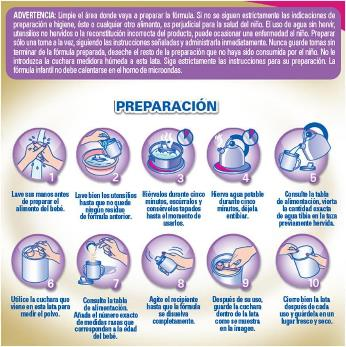 ADVERTENCIA: Limpie el área donde vaya a preparar la fórmula. Si no se siguen estrictamente las indicaciones de
preparación e higiene, éste o cualquier otro alimento, es perjudicial para la salud del niño. El uso de agua sin hervir,
utensilios no hervidos o la reconstitución incorrecta del producto, puede ocasionar una enfermedad al niño. Preparar
sólo una toma a la vez, siguiendo las instrucciones señaladas y administrarla inmediatamente. Nunca guarde tomas sin
terminar de la fórmula preparada, deseche el resto de la preparación que no haya sido consumida por el niño. No le
introduzca la cuchara medidora húmeda a esta lata. Siga estrictamente las instrucciones para su preparación. La
fórmula infantil no debe calentarse en el horno de microondas.
PREPARACIÓN
1
Lave sus manos antes
de preparar el
alimento del bebé.
2
Lave bien los utensilios
hasta que no quede
ningún residuo
de fórmula anterior.
3
Hiérvalos durante cinco
minutos, escúrralos y
consérvelos tapados
hasta el momento de
usarlos.
4
Hierva agua potable
durante cinco
minutos, déjela
entibiar.
5
Consulte la tabla
de alimentación, vierta
la cantidad exacta
de agua tibia en la taza
previamente hervida.
6
Utilice la cuchara que
viene en esta lata para
medir el polvo.
7
Consulte la tabla
de alimentación.
Añada el número exacto
de medidas rasas que
corresponden a la edad
del bebé.
8
Agite el recipiente
hasta que la fórmula
se disuelva
completamente.
9
Después de su uso,
guarde la cuchara
dentro de la lata
como se muestra
en la imagen.
10
Cierre bien la lata
después de cada
uso y guárdela en un
lugar fresco y seco.